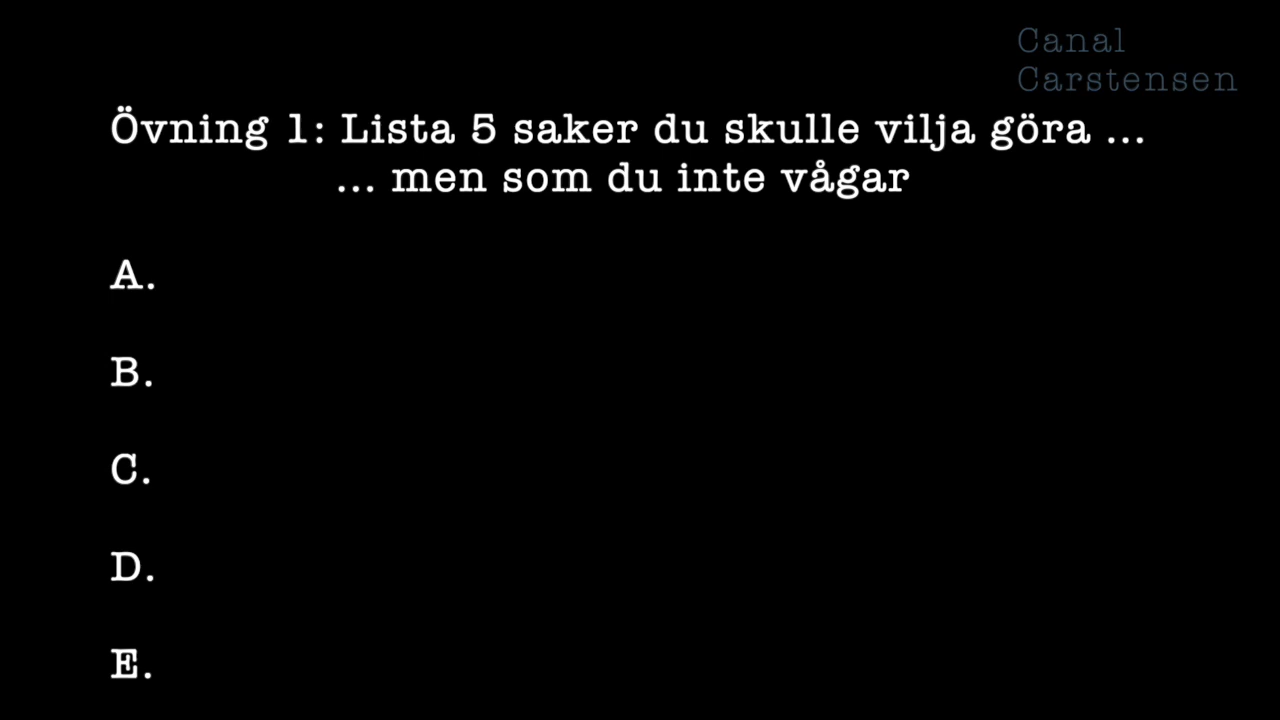 Canal
Carstensen
Övning 1: Lista 5 saker du skulle vilja göra ...
... men som du inte vågar
A.
B.
C.
D.
E.